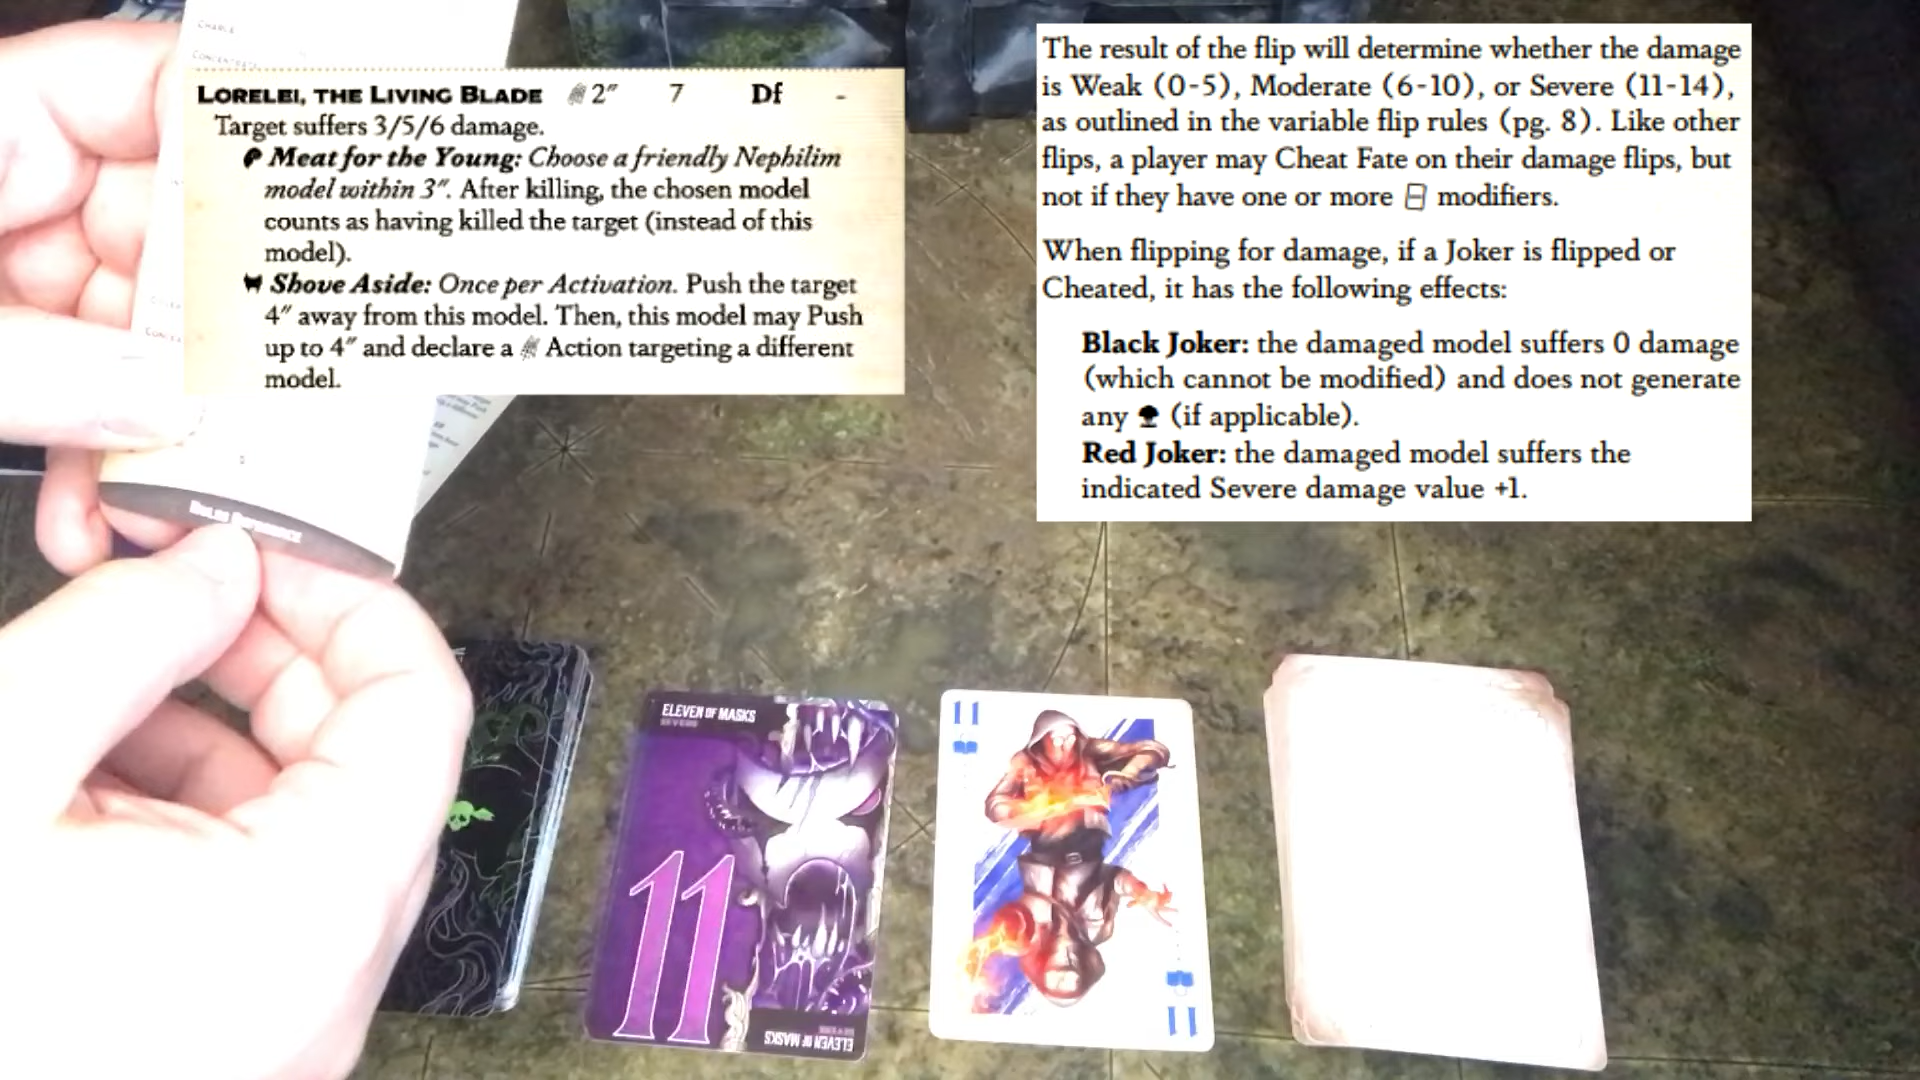 CHARGE
CONCENTRATE
LORELEI, THE LIVING BLADE 2" 7 Df -
Target suffers 3/5/6 damage.
Meat for the Young: Choose a friendly Nephilim
model within 3". After killing, the chosen model
counts as having killed the target (instead of this
model).
Shove Aside: Once per Activation. Push the target
4" away from this model. Then, this model may Push
up to 4" and declare a Action targeting a different
model.
The result of the flip will determine whether the damage
is Weak (0-5), Moderate (6-10), or Severe (11-14),
as outlined in the variable flip rules (pg. 8). Like other
flips, a player may Cheat Fate on their damage flips, but
not if they have one or more modifiers.
When flipping for damage, if a Joker is flipped or
Cheated, it has the following effects:
Black Joker: the damaged model suffers 0 damage
(which cannot be modified) and does not generate
any (if applicable).
Red Joker: the damaged model suffers the
indicated Severe damage value +1.
ELEVEN OF MASKS
SEVERE
11
ELEVEN OF MASKS
SEVERE
11
11